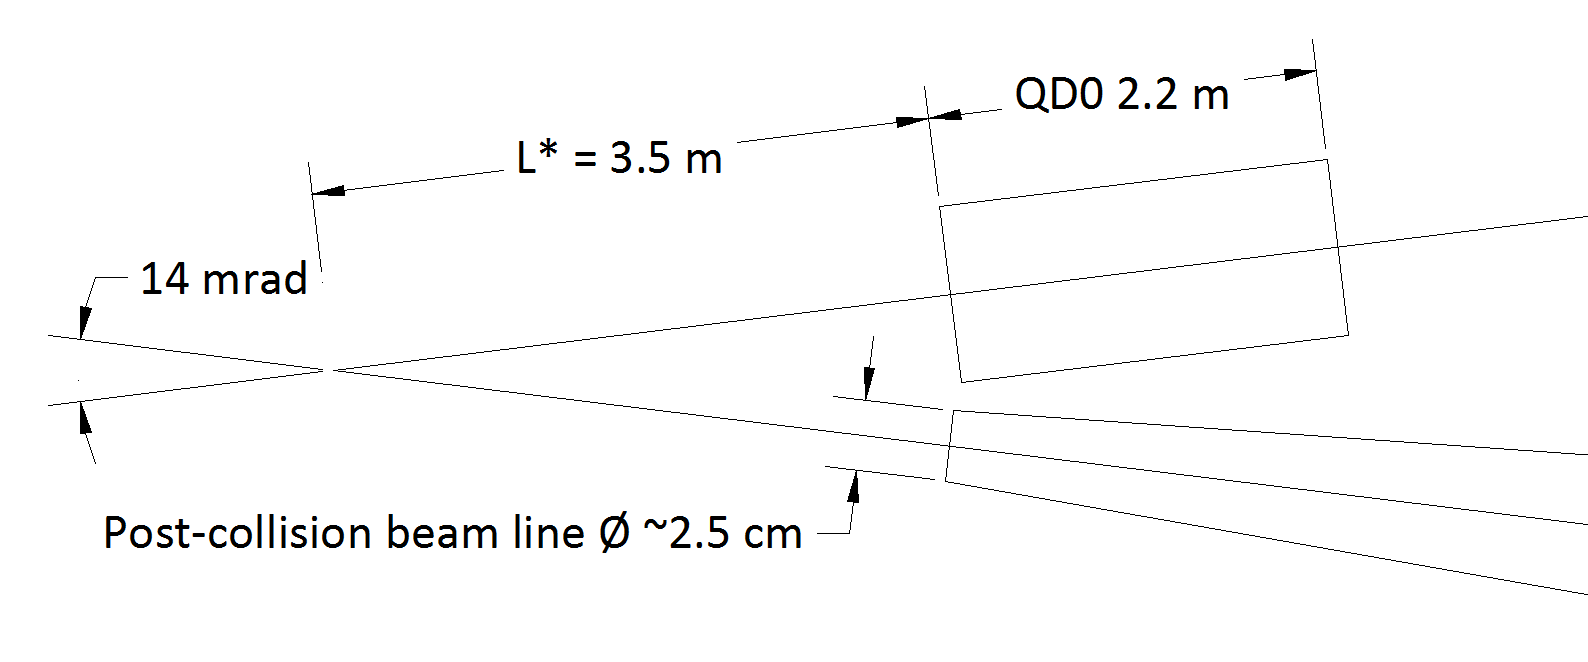 QD0 2.2 m
L* = 3.5 m
14 mrad
Post-collision beam line Ø ~2.5 cm